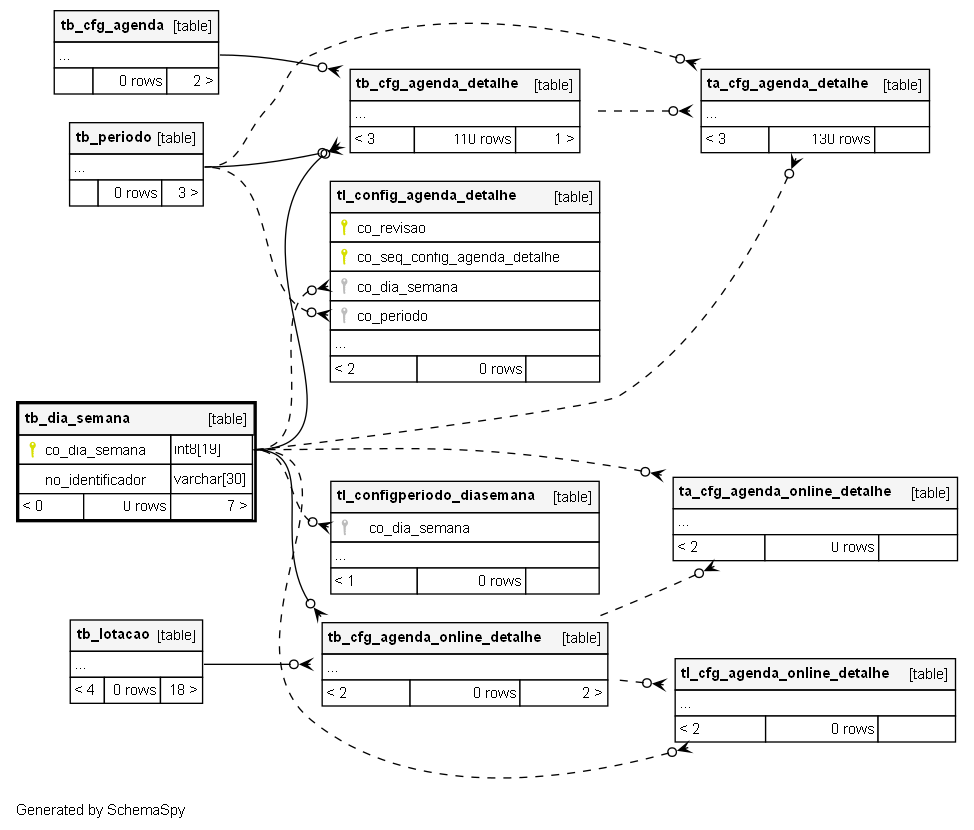 tb_cfg_agenda [table]
...
0 rows 2 >
tb_periodo [table]
...
0 rows 3 >
tb_cfg_agenda_detalhe [table]
...
< 3 110 rows 1 >
ta_cfg_agenda_detalhe [table]
...
< 3 130 rows
tl_config_agenda_detalhe [table]
co_revisao
co_seq_config_agenda_detalhe
co_dia_semana
co_periodo
...
< 2 0 rows
tb_dia_semana [table]
co_dia_semana int8[19]
no_identificador varchar[30]
< 0 0 rows 7 >
tl_configperiodo_diasemana [table]
co_dia_semana
...
< 1 0 rows
ta_cfg_agenda_online_detalhe [table]
...
< 2 0 rows
tb_lotacao [table]
...
< 4 0 rows 18 >
tb_cfg_agenda_online_detalhe [table]
...
< 2 0 rows 2 >
tl_cfg_agenda_online_detalhe [table]
...
< 2 0 rows
Generated by SchemaSpy